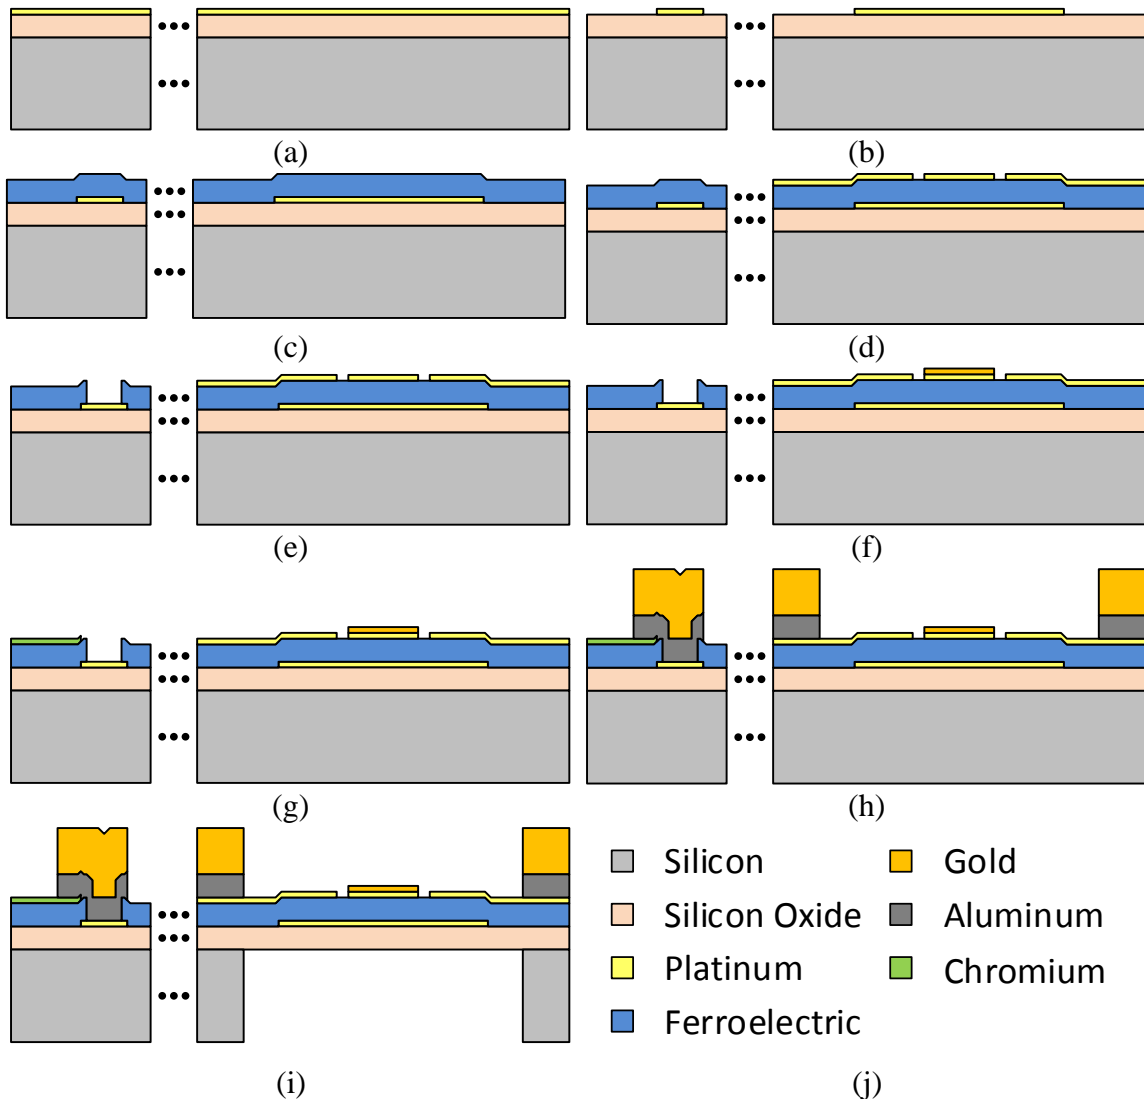 (a)
(b)
(c)
(d)
(e)
(f)
(g)
(h)
Silicon
Gold
Silicon Oxide
Aluminum
Platinum
Chromium
Ferroelectric
(i)
(j)